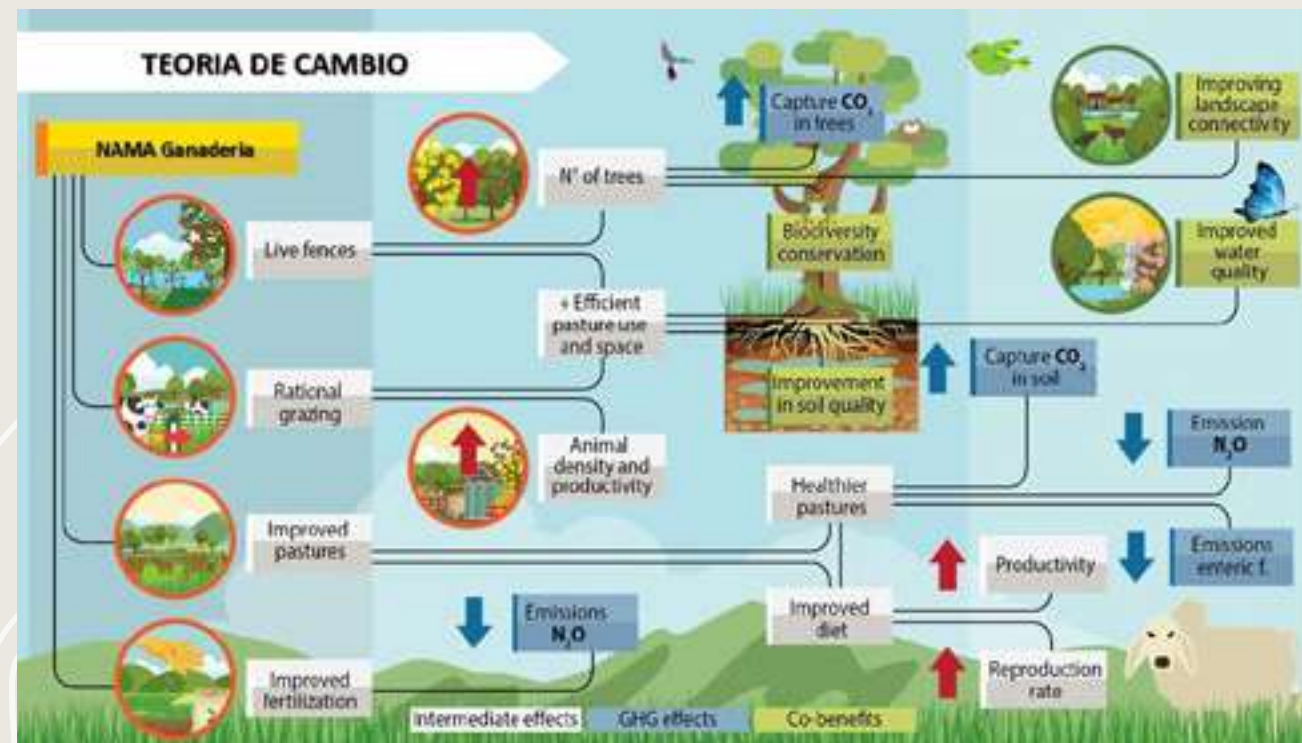 TEORIA DE CAMBIO
NAMA Ganaderia
Live fences
Rational
grazing
Improved
pastures
Improved
fertilization
N° of trees
+ Efficient
pasture use
and space
Animal
density and
productivity
Emissions
N₂O
Capture CO₂
in trees
Biodiversity
conservation
Improvement
in soil quality
Capture CO₂
in soil
Healthier
pastures
Improved
diet
Improving
landscape
connectivity
Improved
water
quality
Emission
N₂O
Emissions
enteric f.
Productivity
Reproduction
rate
Intermediate effects
GHG effects
Co-benefits